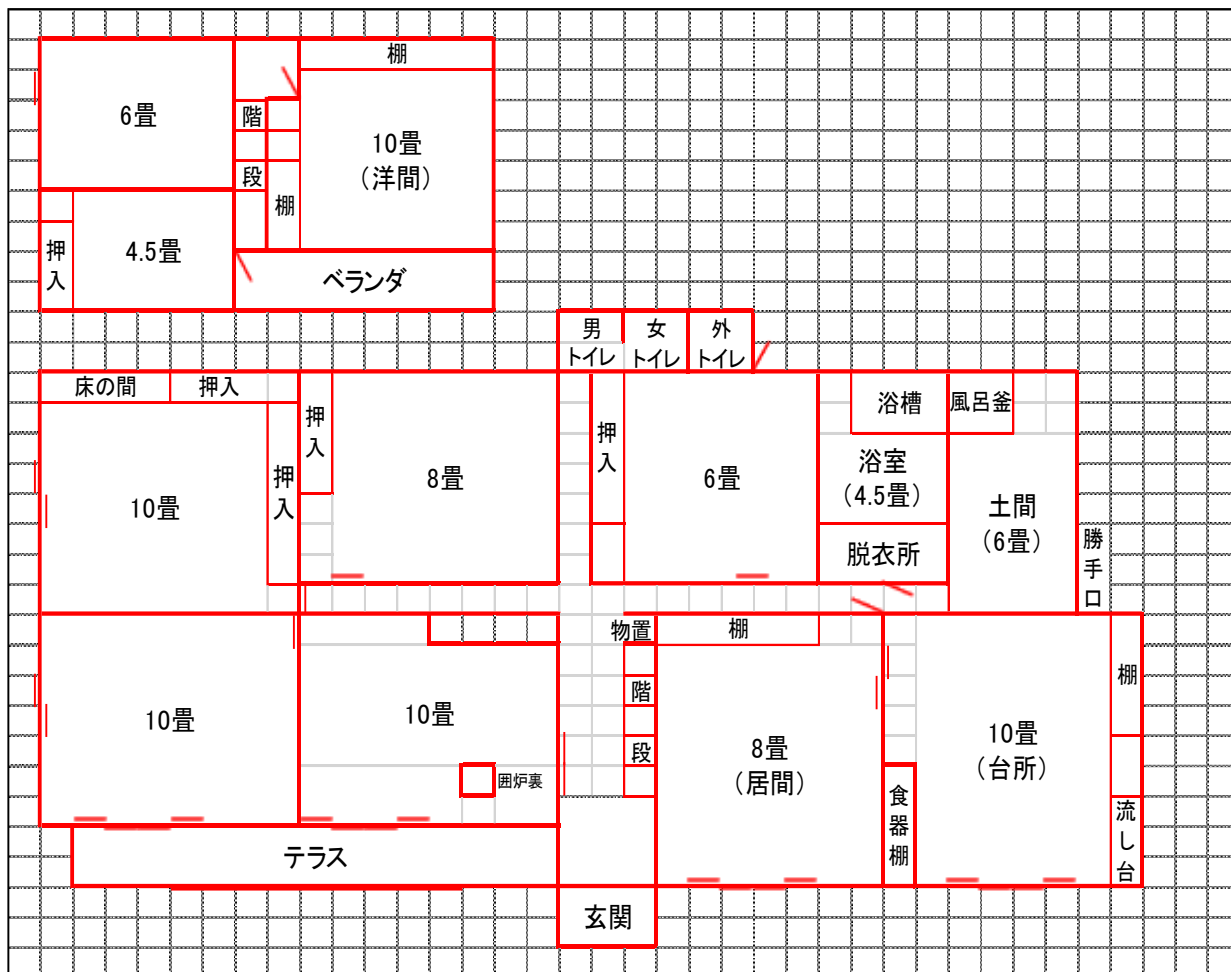 棚
6畳
階
段
棚
10畳
(洋間)
4.5畳
押入
ベランダ
男
トイレ
女
トイレ
外
トイレ
床の間
押入
押入
10畳
押入
8畳
押入
6畳
浴槽
風呂釜
浴室
(4.5畳)
脱衣所
土間
(6畳)
勝手口
10畳
10畳
囲炉裏
物置
階
段
棚
8畳
(居間)
食器棚
10畳
(台所)
棚
流し台
テラス
玄関